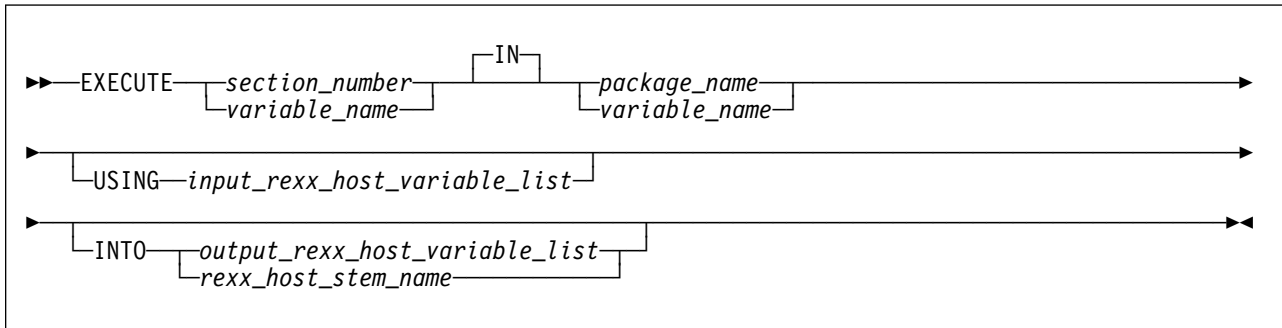 IN
EXECUTE section_number package_name
variable_name variable_name
USING input_rexx_host_variable_list
INTO output_rexx_host_variable_list
rexx_host_stem_name